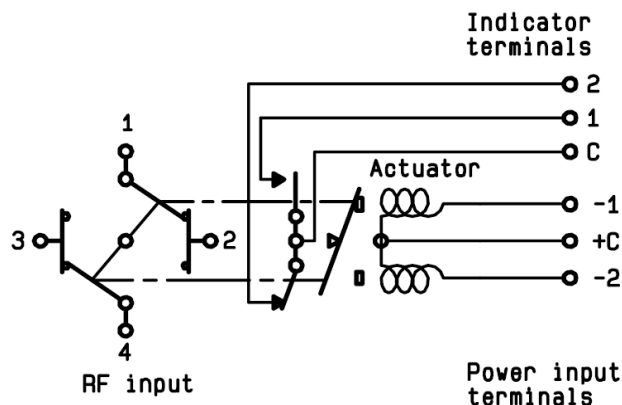 Indicator
terminals
2
1
C
1
Actuator
-1
3
2
+C
-2
4
RF input
Power input
terminals